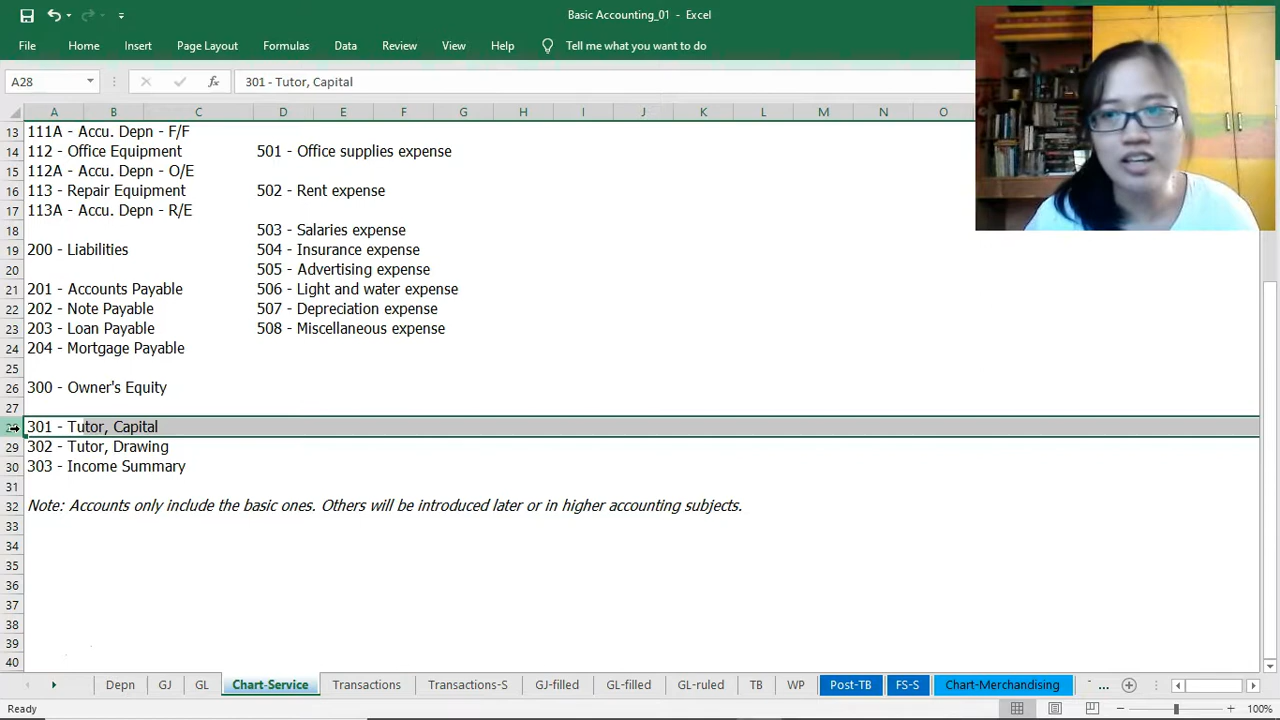 Basic Accounting_01 - Excel
File Home Insert Page Layout Formulas Data Review View Help Tell me what you want to do
A28 fx 301 - Tutor, Capital
A B C D E F G H I J K L M N O
13 111A - Accu. Depn - F/F
14 112 - Office Equipment 501 - Office supplies expense
15 112A - Accu. Depn - O/E
16 113 - Repair Equipment 502 - Rent expense
17 113A - Accu. Depn - R/E
18 503 - Salaries expense
19 200 - Liabilities 504 - Insurance expense
20 505 - Advertising expense
21 201 - Accounts Payable 506 - Light and water expense
22 202 - Note Payable 507 - Depreciation expense
23 203 - Loan Payable 508 - Miscellaneous expense
24 204 - Mortgage Payable
25
26 300 - Owner's Equity
27
301 - Tutor, Capital
29 302 - Tutor, Drawing
30 303 - Income Summary
31
32 Note: Accounts only include the basic ones. Others will be introduced later or in higher accounting subjects.
33
34
35
36
37
38
39
40
Depn GJ GL Chart-Service Transactions Transactions-S GJ-filled GL-filled GL-ruled TB WP Post-TB FS-S Chart-Merchandising ...
Ready 100%